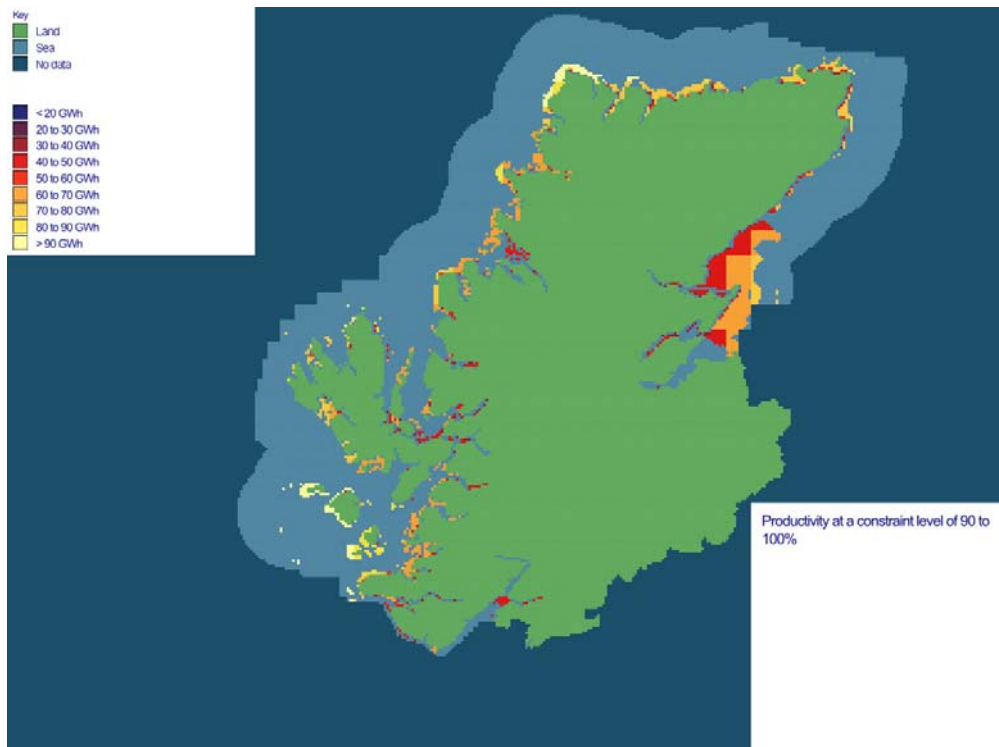 Key
Land
Sea
No data
< 20 GWh
20 to 30 GWh
30 to 40 GWh
40 to 50 GWh
50 to 60 GWh
60 to 70 GWh
70 to 80 GWh
80 to 90 GWh
> 90 GWh
Productivity at a constraint level of 90 to
100%